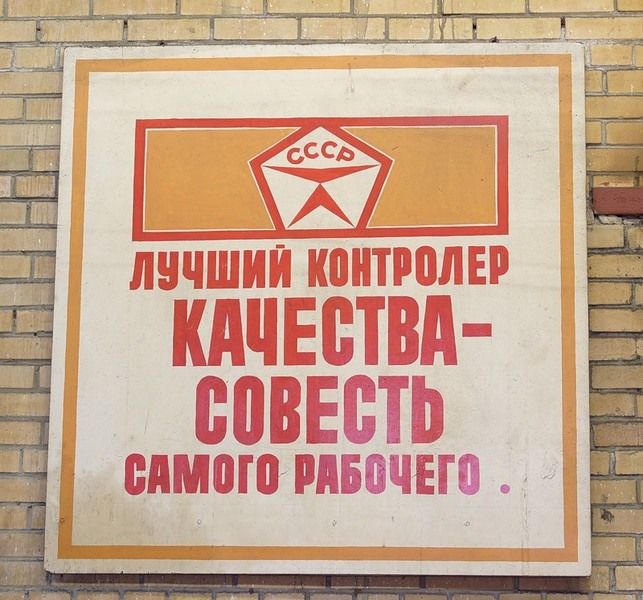 СССР
ЛУЧШИЙ КОНТРОЛЕР
КАЧЕСТВА-
СОВЕСТЬ
САМОГО РАБОЧЕГО .